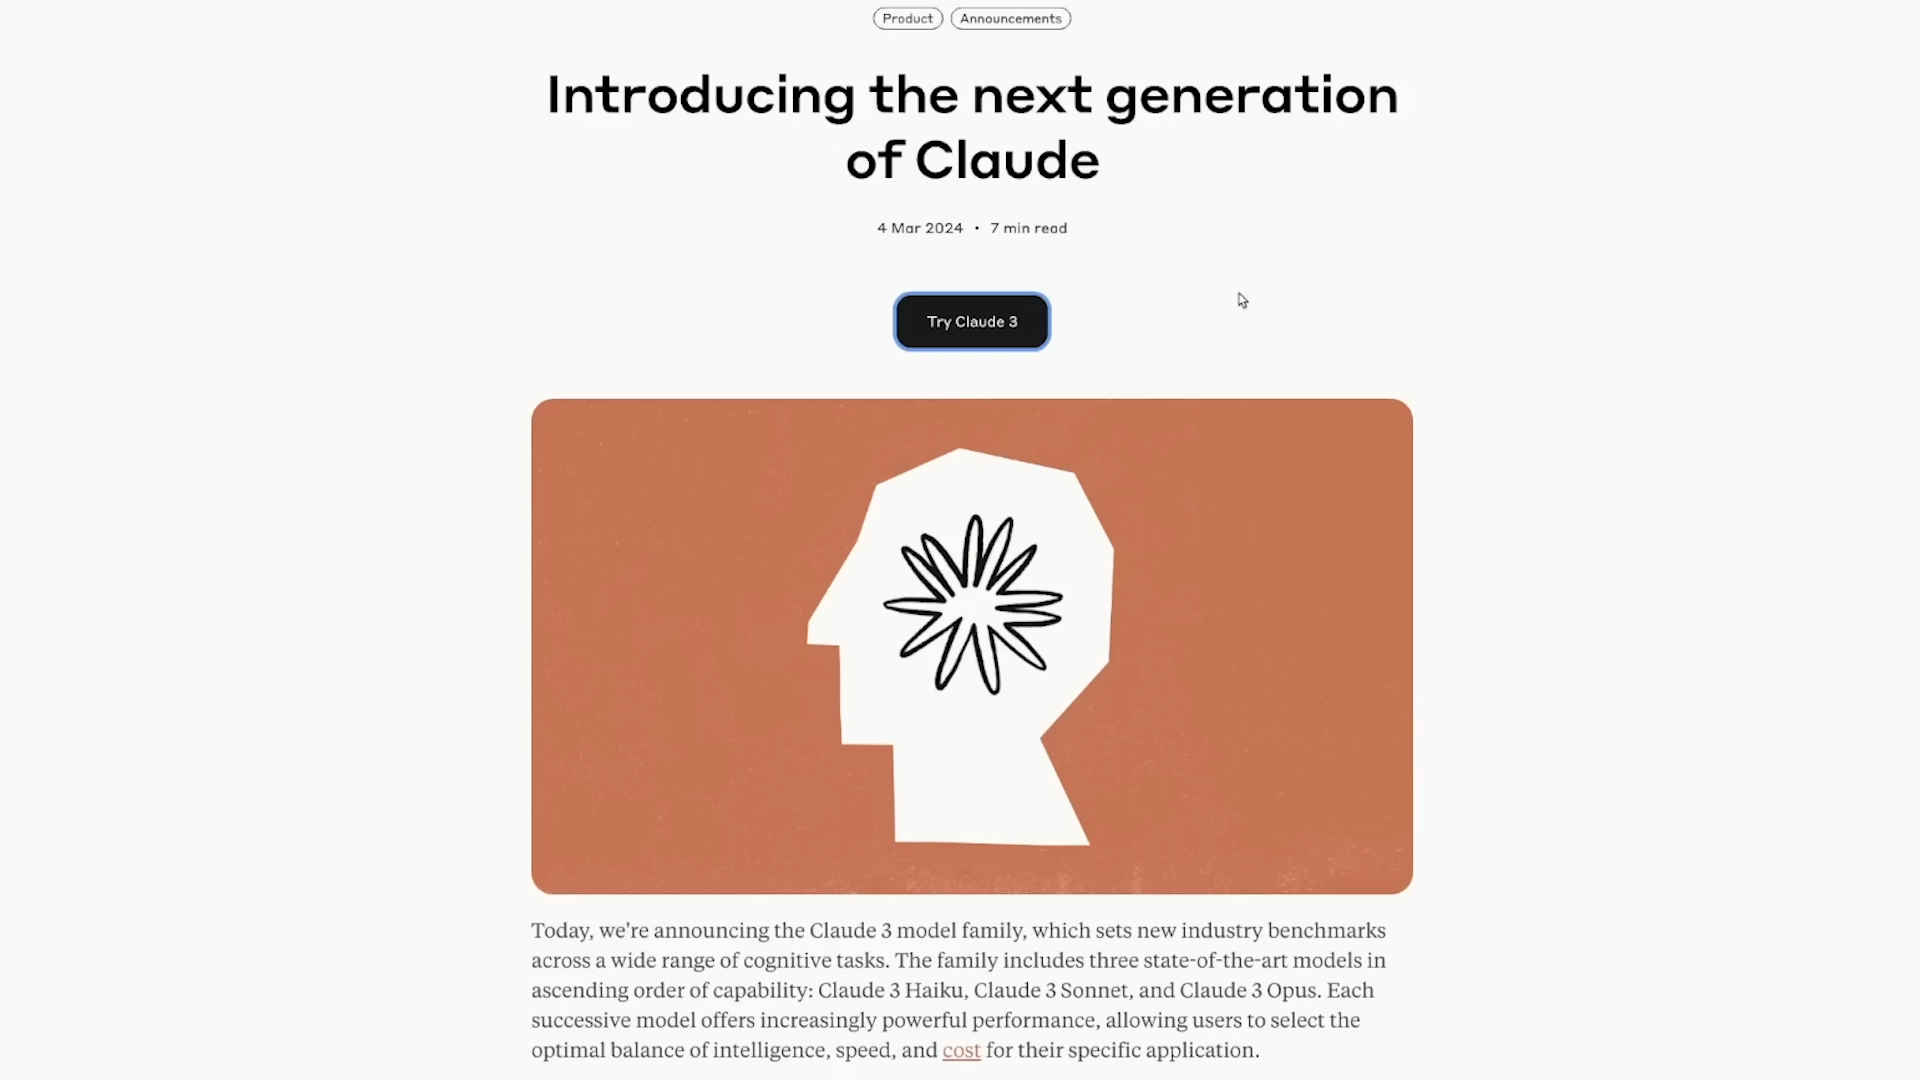 Product Announcements
Introducing the next generation
of Claude
4 Mar 2024 • 7 min read
Try Claude 3
Today, we're announcing the Claude 3 model family, which sets new industry benchmarks
across a wide range of cognitive tasks. The family includes three state-of-the-art models in
ascending order of capability: Claude 3 Haiku, Claude 3 Sonnet, and Claude 3 Opus. Each
successive model offers increasingly powerful performance, allowing users to select the
optimal balance of intelligence, speed, and cost for their specific application.